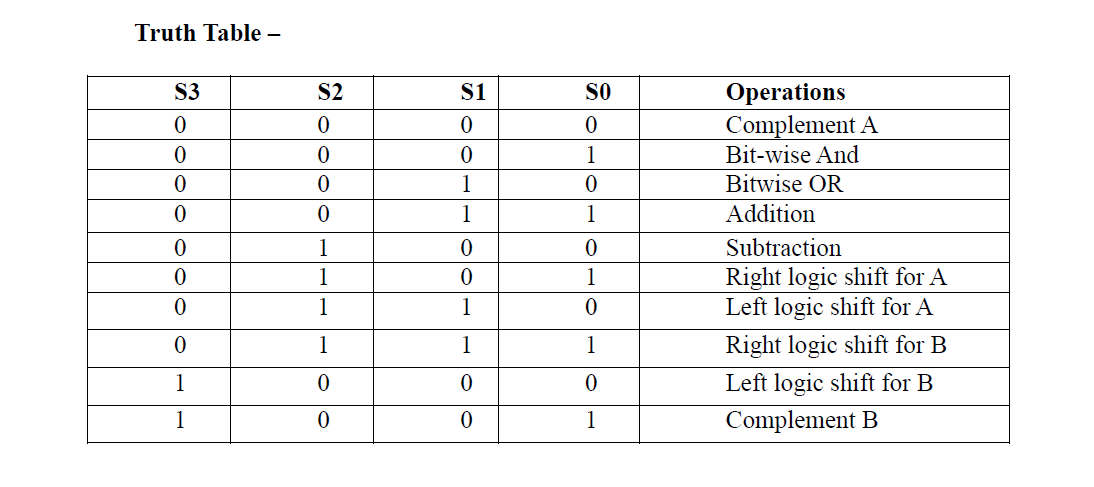 Truth Table –
S3 S2 S1 S0 Operations
0 0 0 0 Complement A
0 0 0 1 Bit-wise And
0 0 1 0 Bitwise OR
0 0 1 1 Addition
0 1 0 0 Subtraction
0 1 0 1 Right logic shift for A
0 1 1 0 Left logic shift for A
0 1 1 1 Right logic shift for B
1 0 0 0 Left logic shift for B
1 0 0 1 Complement B